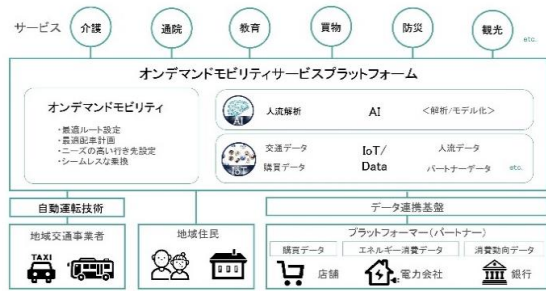 サービス
介護
通院
教育
買物
防災
観光
etc.
オンデマンドモビリティサービスプラットフォーム
オンデマンドモビリティ
・最適ルート設定
・最適配車計画
・ニーズの高い行き先設定
・シームレスな乗換
AI
人流解析 AI <解析/モデル化>
交通データ IoT/ 人流データ
購買データ Data パートナーデータ etc.
自動運転技術
データ連携基盤
地域交通事業者
TAXI
地域住民
プラットフォーマー(パートナー)
購買データ エネルギー消費データ 消費動向データ
店舗 電力会社 銀行